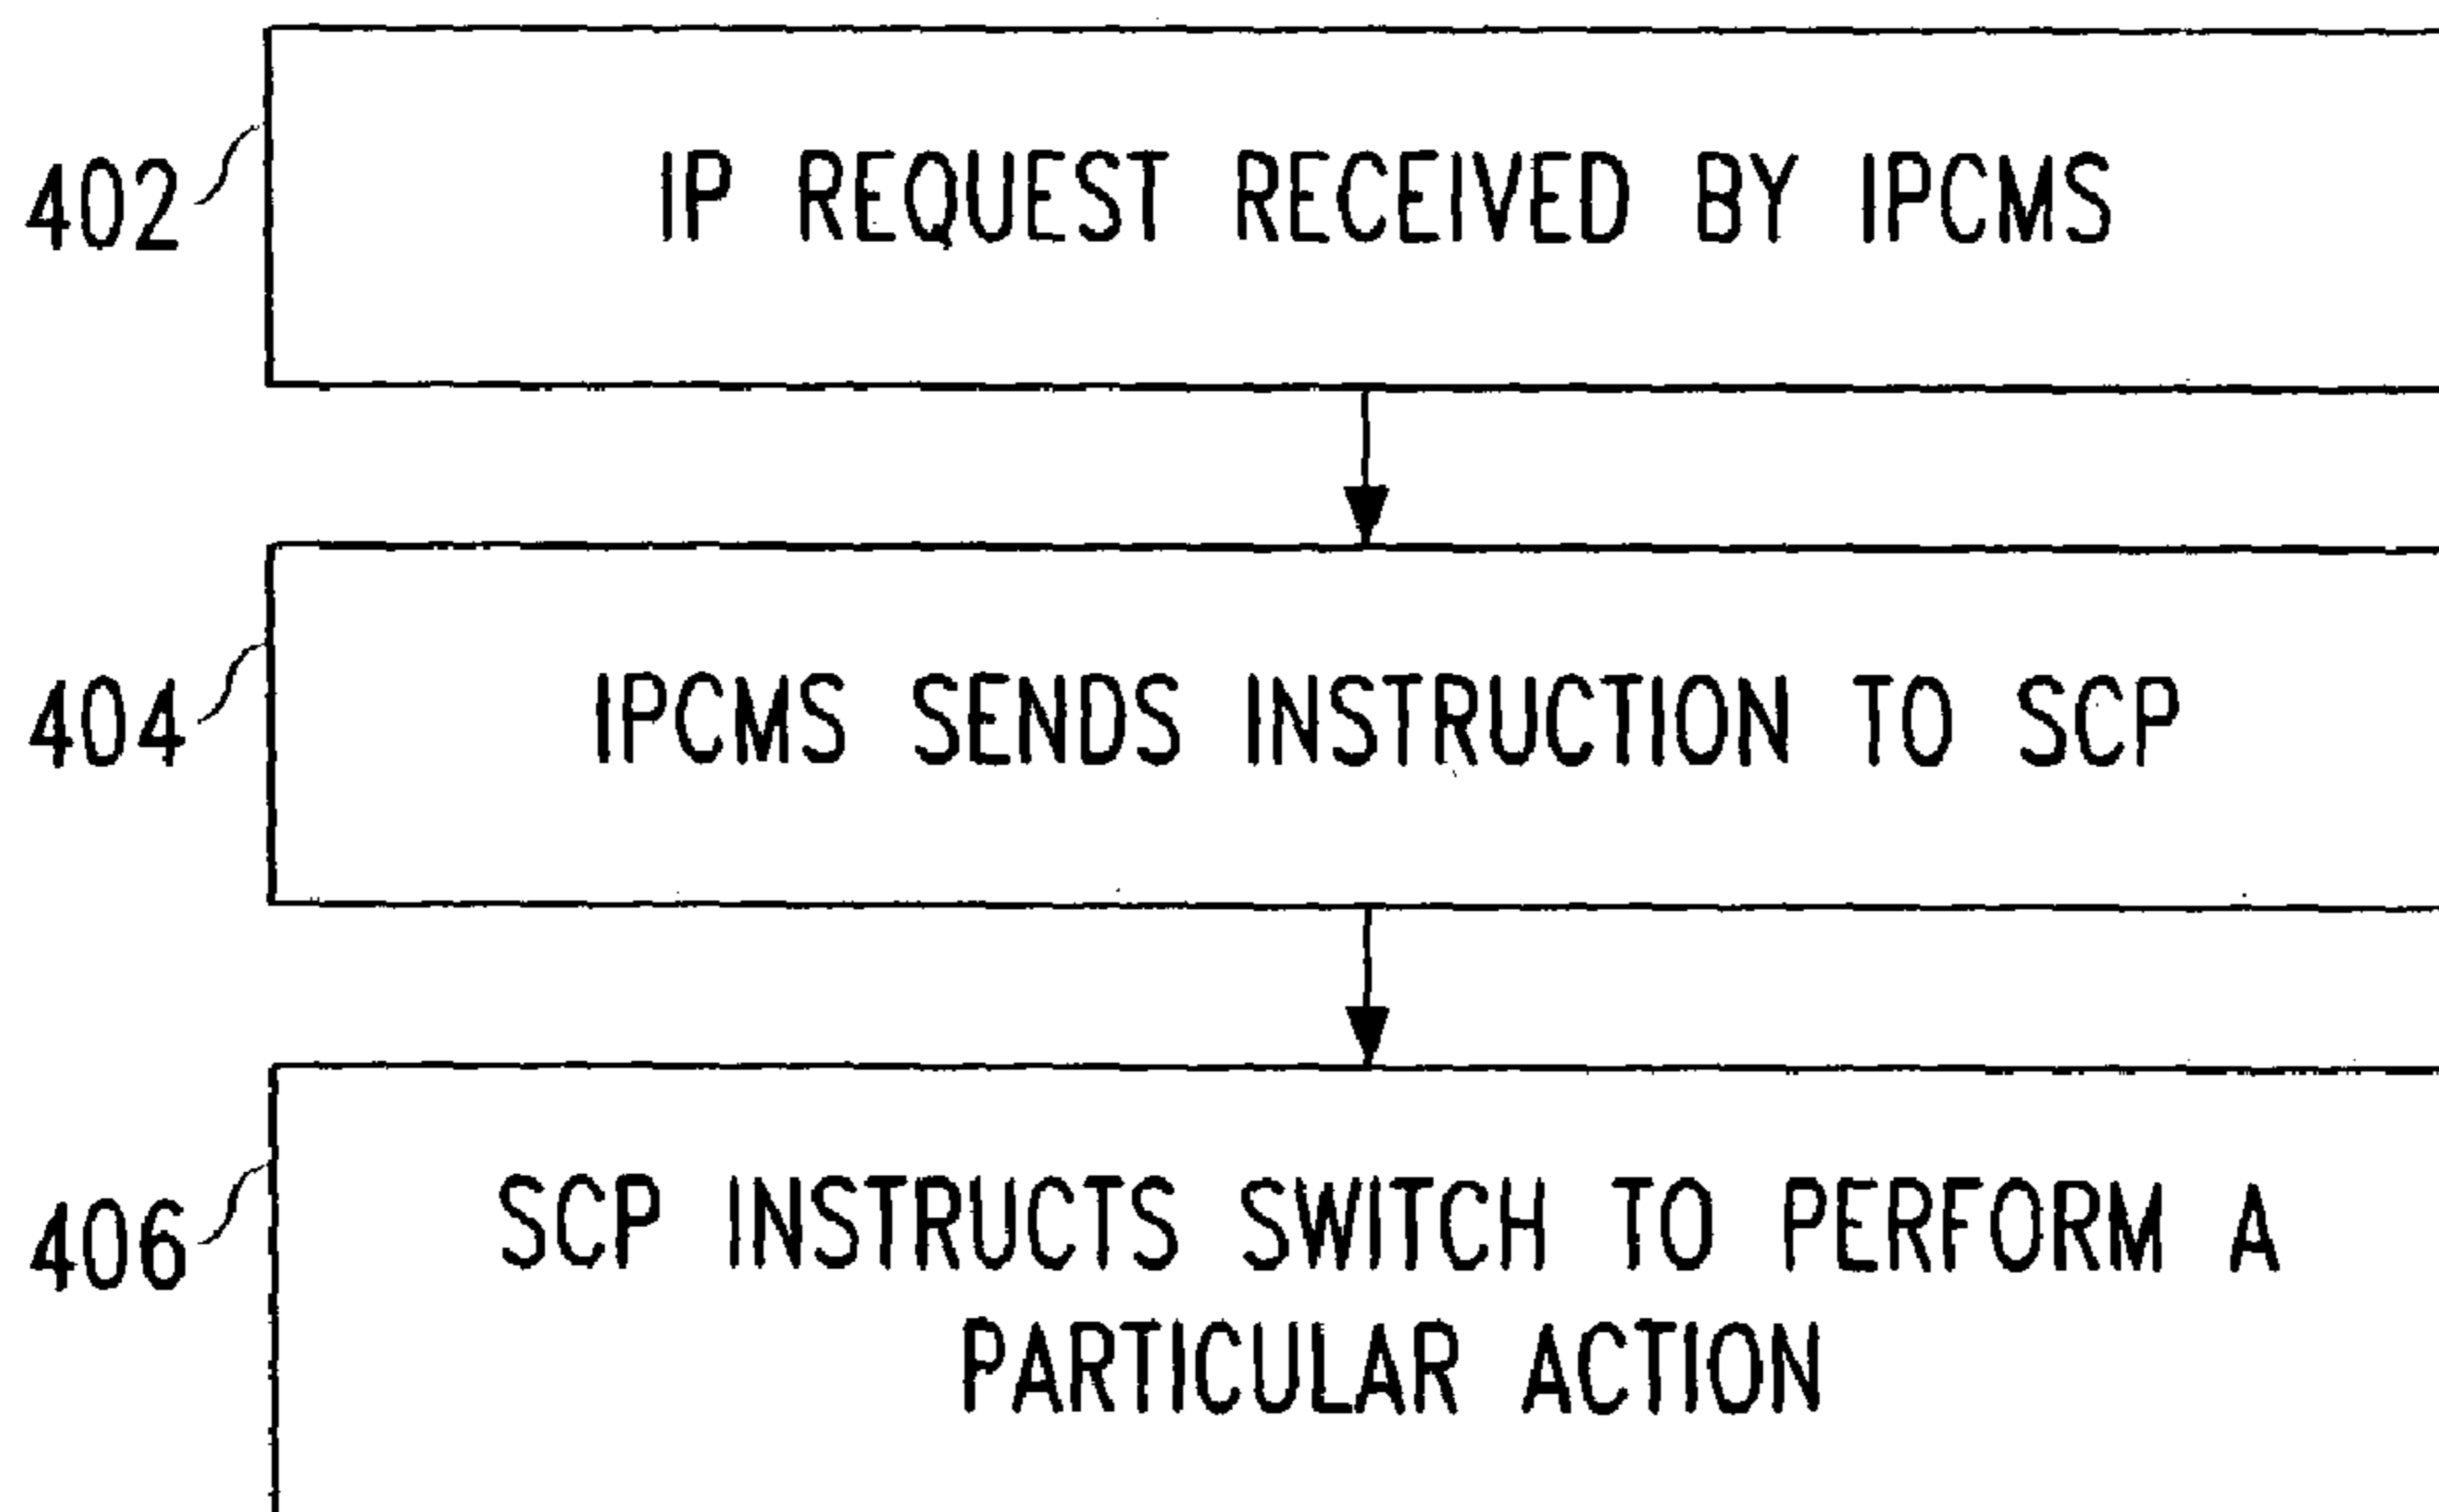 402
IP REQUEST RECEIVED BY IPCMS
404
IPCMS SENDS INSTRUCTION TO SCP
406
SCP INSTRUCTS SWITCH TO PERFORM A
PARTICULAR ACTION